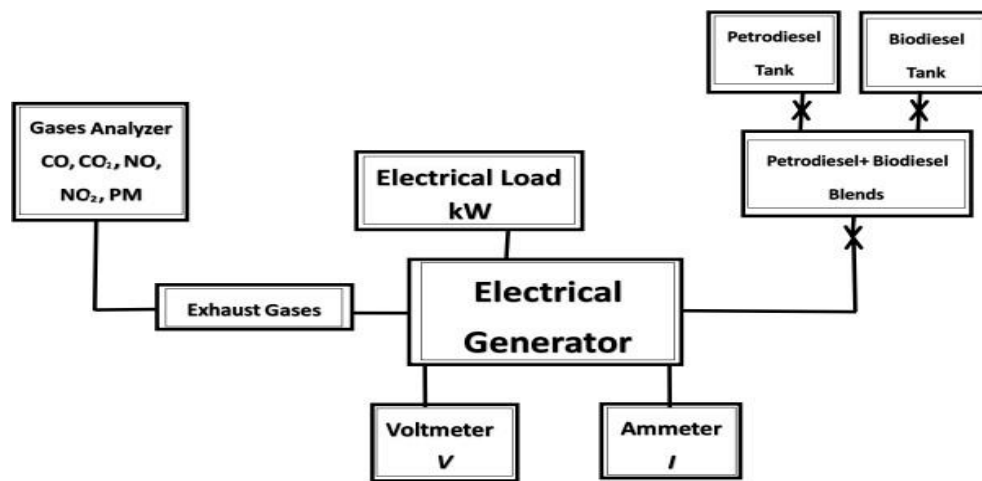 Petrodiesel
Tank
Biodiesel
Tank
Gases Analyzer
CO, CO₂, NO,
NO₂, PM
Electrical Load
kW
Petrodiesel+ Biodiesel
Blends
Exhaust Gases
Electrical
Generator
Voltmeter
V
Ammeter
I